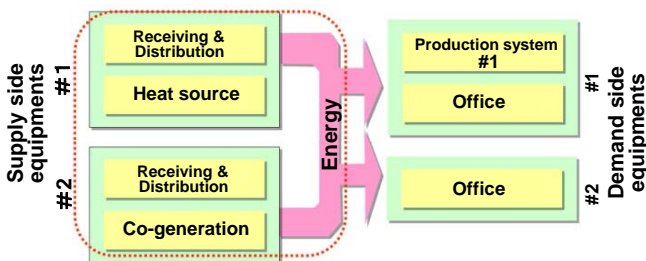 Supply side
equipments
#1
Receiving &
Distribution
Heat source
#2
Receiving &
Distribution
Co-generation
Energy
Production system
#1
Office
#1
Office
#2
Demand side
equipments